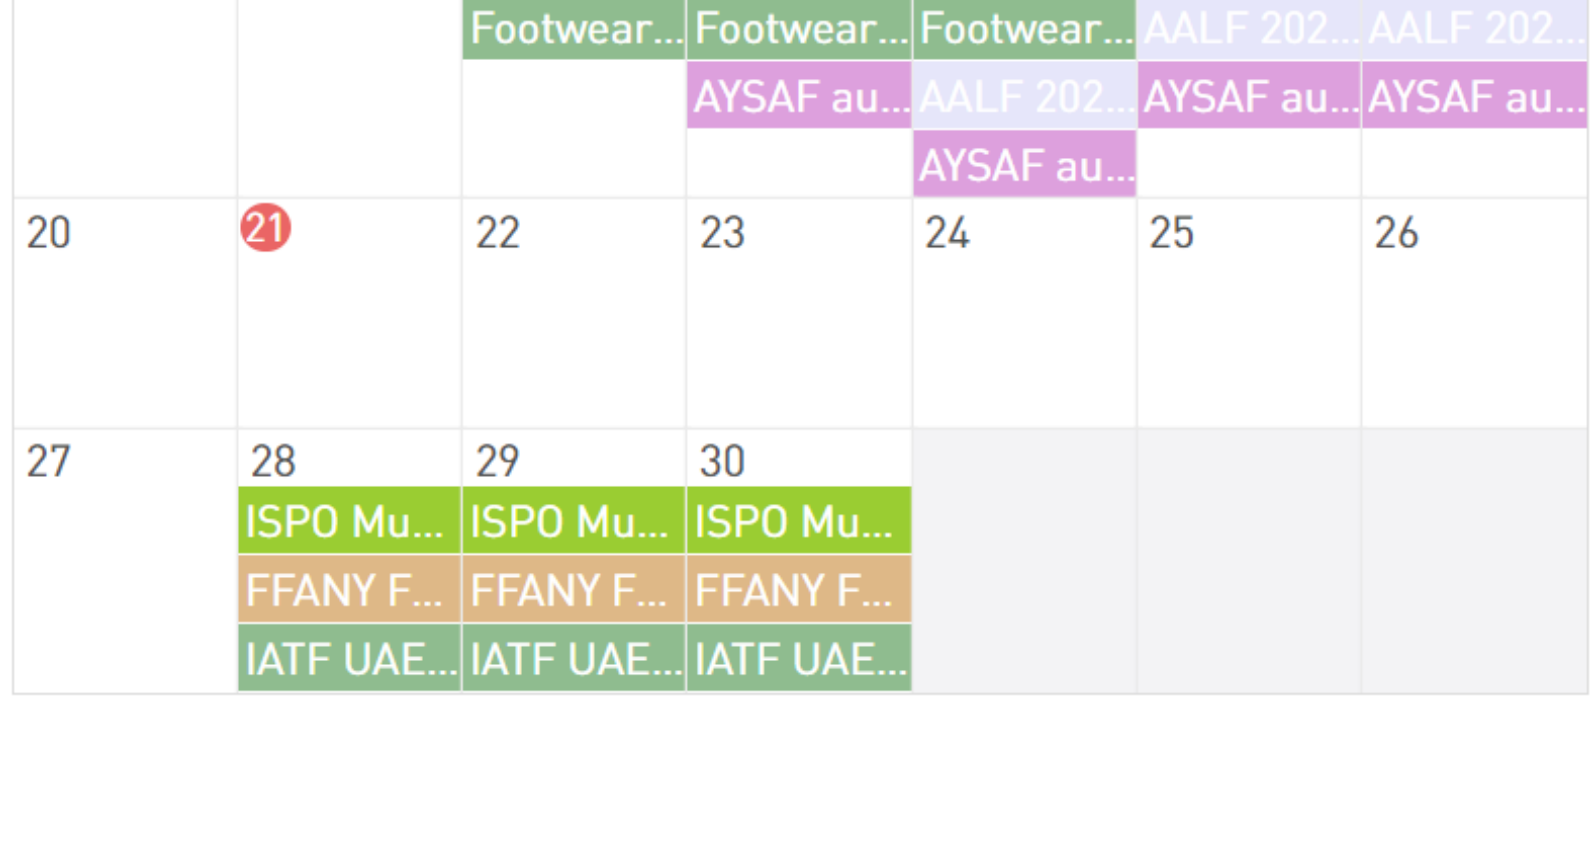 Footwear... Footwear... Footwear... AALF 202... AALF 202...
AYSAF au... AALF 202... AYSAF au... AYSAF au...
AYSAF au...
20 21 22 23 24 25 26
27 28 29 30
ISPO Mu... ISPO Mu... ISPO Mu...
FFANY F... FFANY F... FFANY F...
IATF UAE... IATF UAE... IATF UAE...